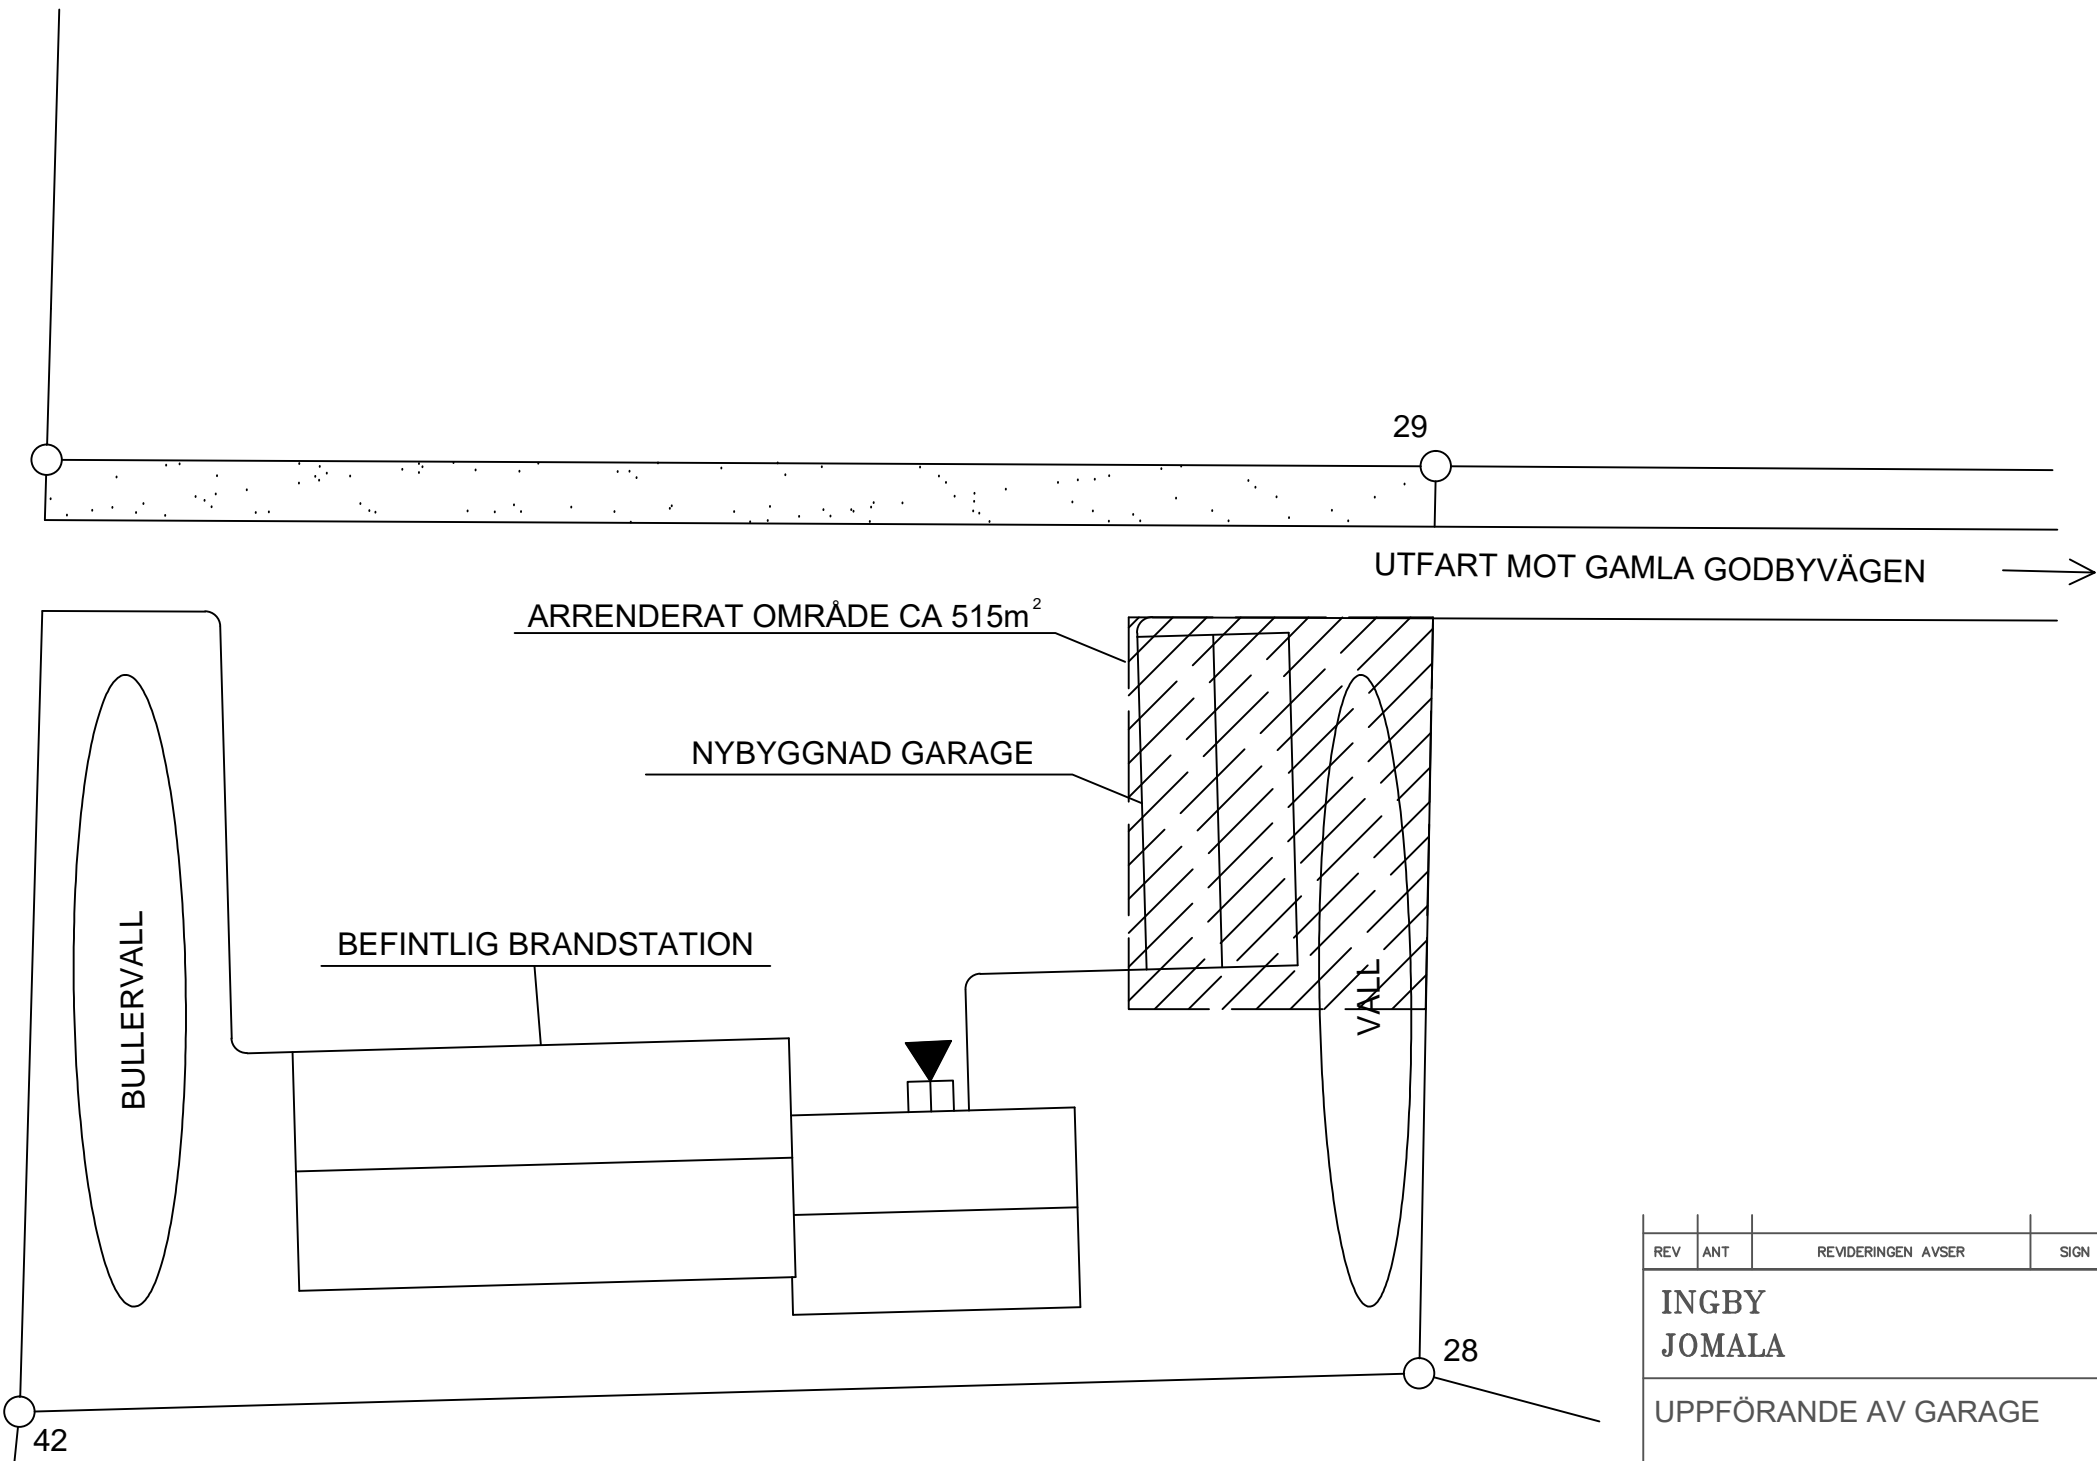 29
UTFART MOT GAMLA GODBYVÄGEN
ARRENDERAT OMRÅDE CA 515m²
NYBYGGNAD GARAGE
BEFINTLIG BRANDSTATION
BULLERVALL
VALL
28
42
REV ANT REVIDERINGEN AVSER SIGN
INGBY
JOMALA
UPPFÖRANDE AV GARAGE